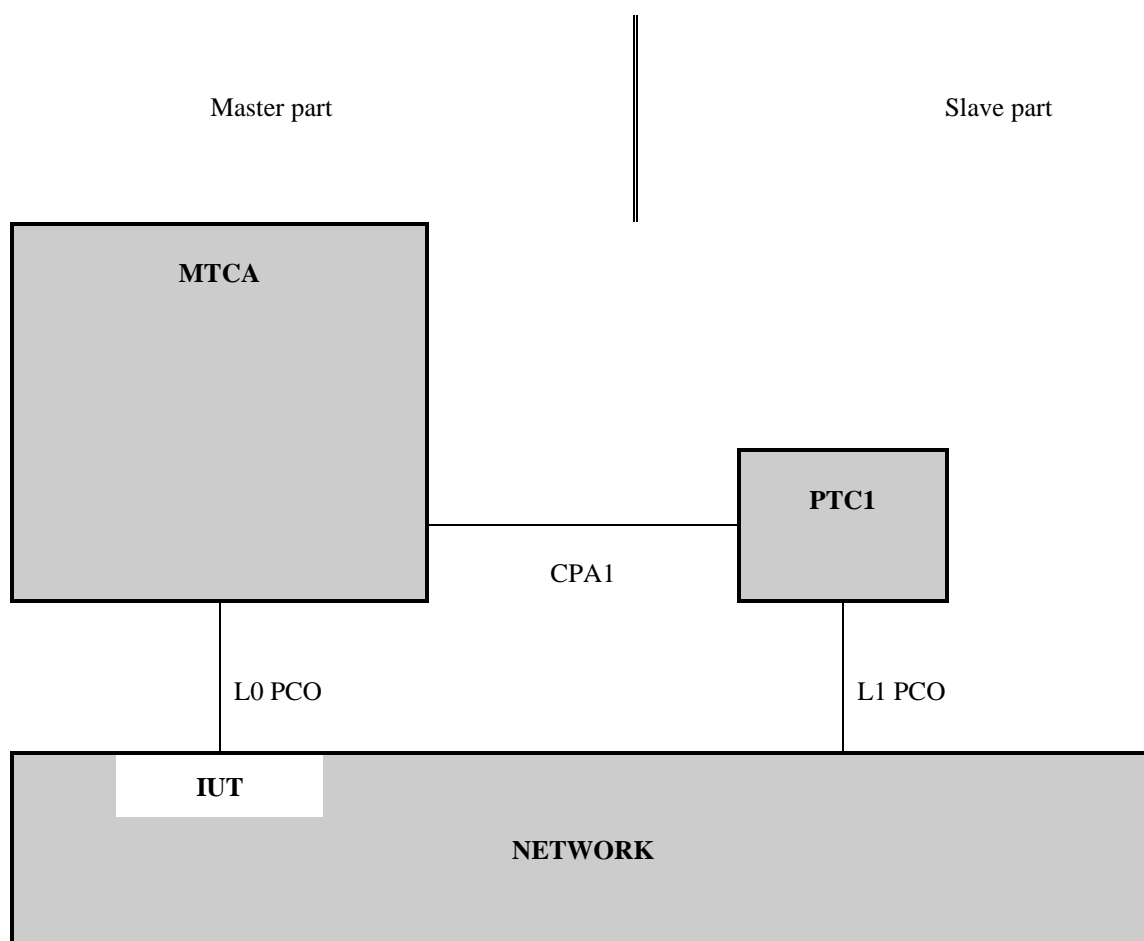 Master part
Slave part
MTCA
PTC1
CPA1
L0 PCO
L1 PCO
IUT
NETWORK